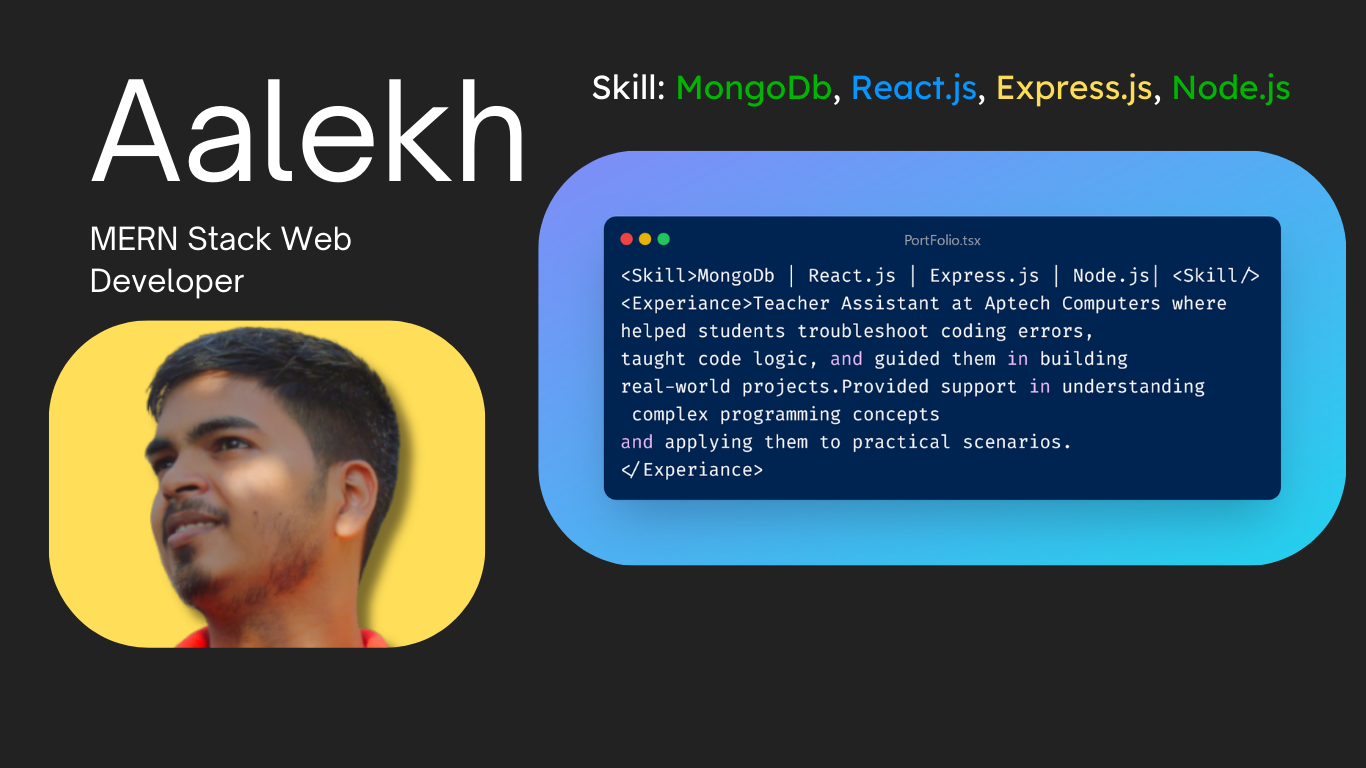 Aalekh
MERN Stack Web
Developer
Skill: MongoDb, React.js, Express.js, Node.js
PortFolio.tsx
<Skill>MongoDb | React.js | Express.js | Node.js| <Skill/>
<Experiance>Teacher Assistant at Aptech Computers where
helped students troubleshoot coding errors,
taught code logic, and guided them in building
real-world projects.Provided support in understanding
complex programming concepts
and applying them to practical scenarios.
</Experiance>